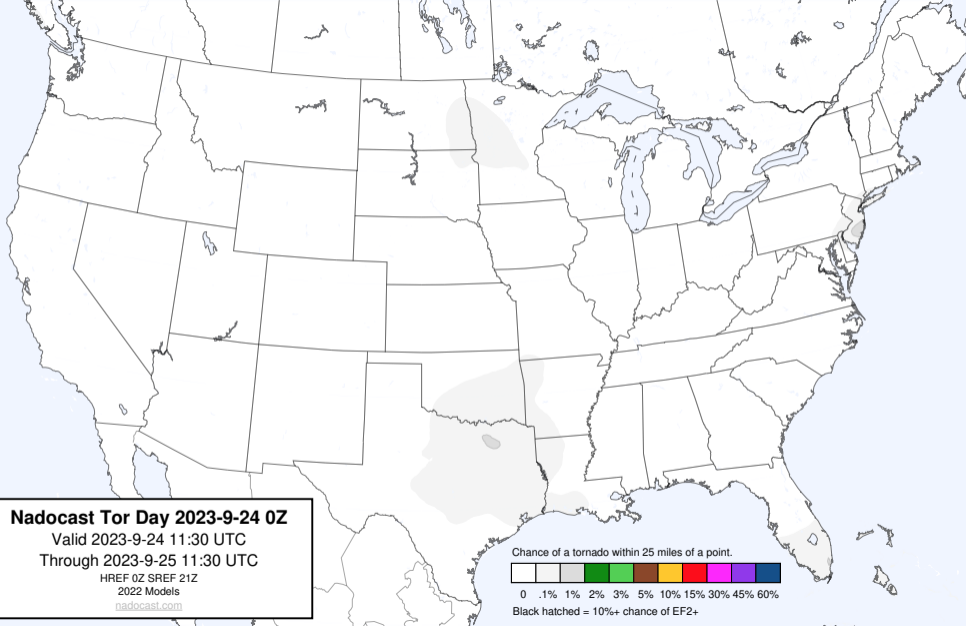 Nadocast Tor Day 2023-9-24 0Z
Valid 2023-9-24 11:30 UTC
Through 2023-9-25 11:30 UTC
HREF 0Z SREF 21Z
2022 Models
nadocast.com
Chance of a tornado within 25 miles of a point.
0 .1% 1% 2% 3% 5% 10% 15% 30% 45% 60%
Black hatched = 10%+ chance of EF2+